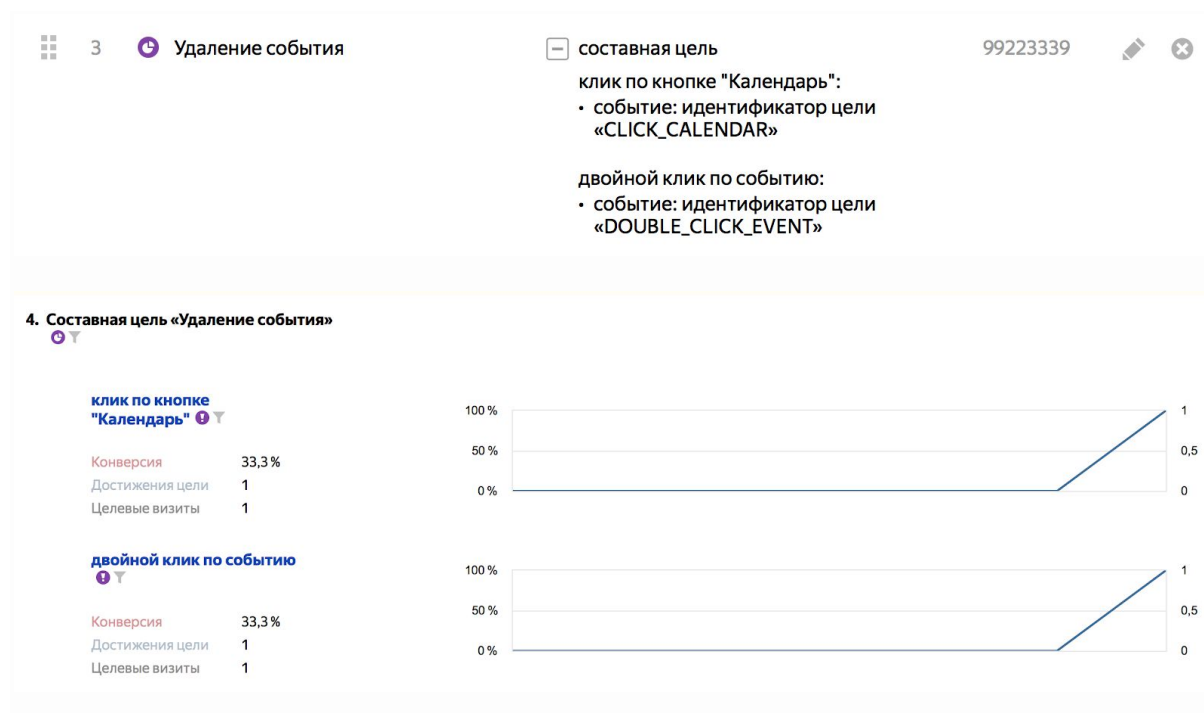 3 Удаление события составная цель 99223339
клик по кнопке "Календарь":
• событие: идентификатор цели
«CLICK_CALENDAR»
двойной клик по событию:
• событие: идентификатор цели
«DOUBLE_CLICK_EVENT»
4. Составная цель «Удаление события»
клик по кнопке
"Календарь"
Конверсия 33,3 %
Достижения цели 1
Целевые визиты 1
100 % 1
50 % 0,5
0 % 0
двойной клик по событию
Конверсия 33,3 %
Достижения цели 1
Целевые визиты 1
100 % 1
50 % 0,5
0 % 0